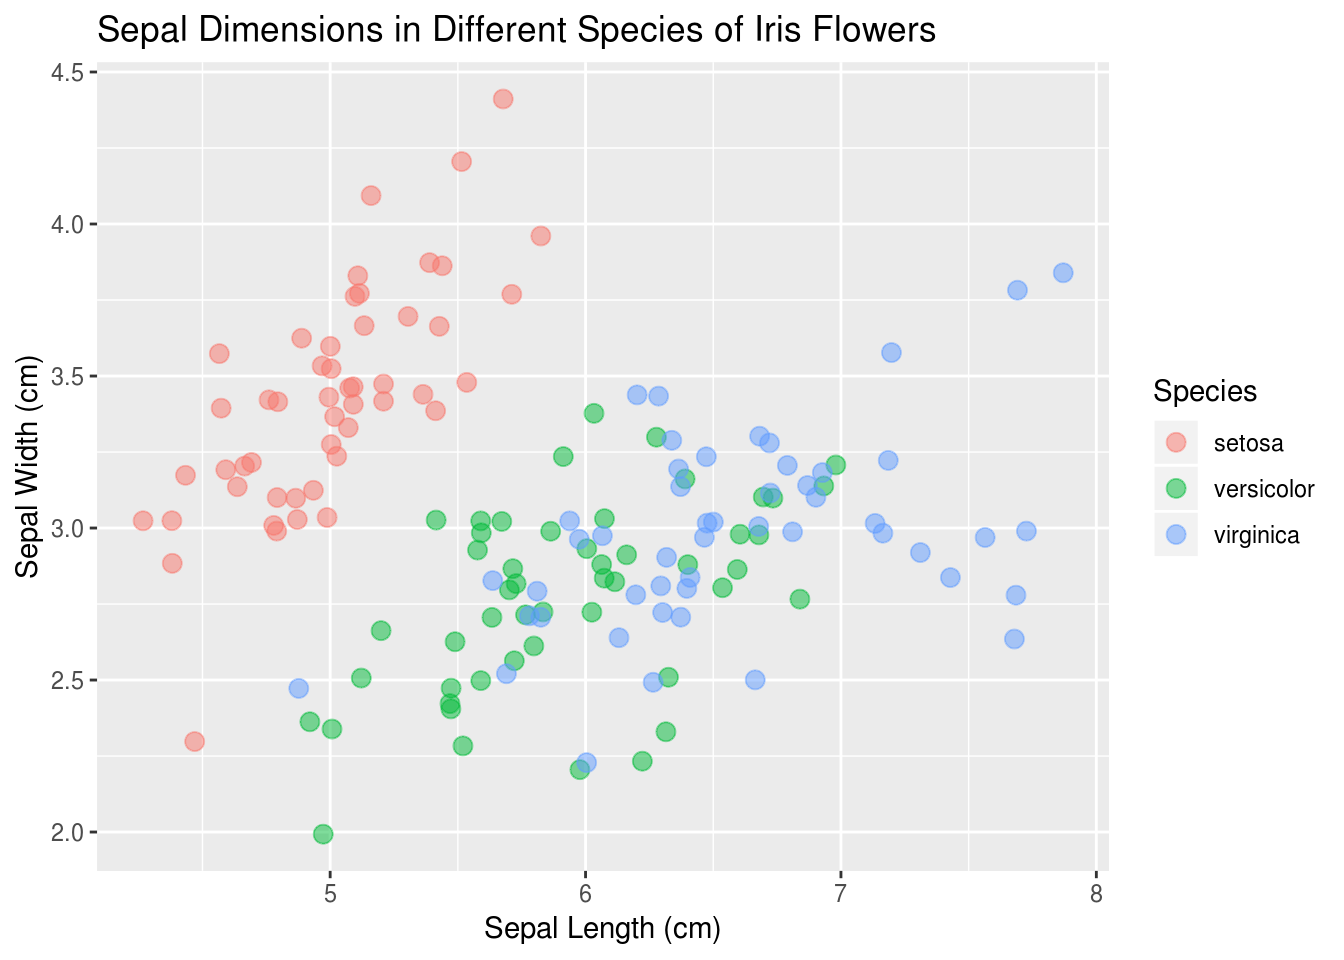 Sepal Dimensions in Different Species of Iris Flowers
4.5
4.0
3.5
3.0
2.5
2.0
Sepal Width (cm)
5 6 7 8
Sepal Length (cm)
Species
setosa
versicolor
virginica